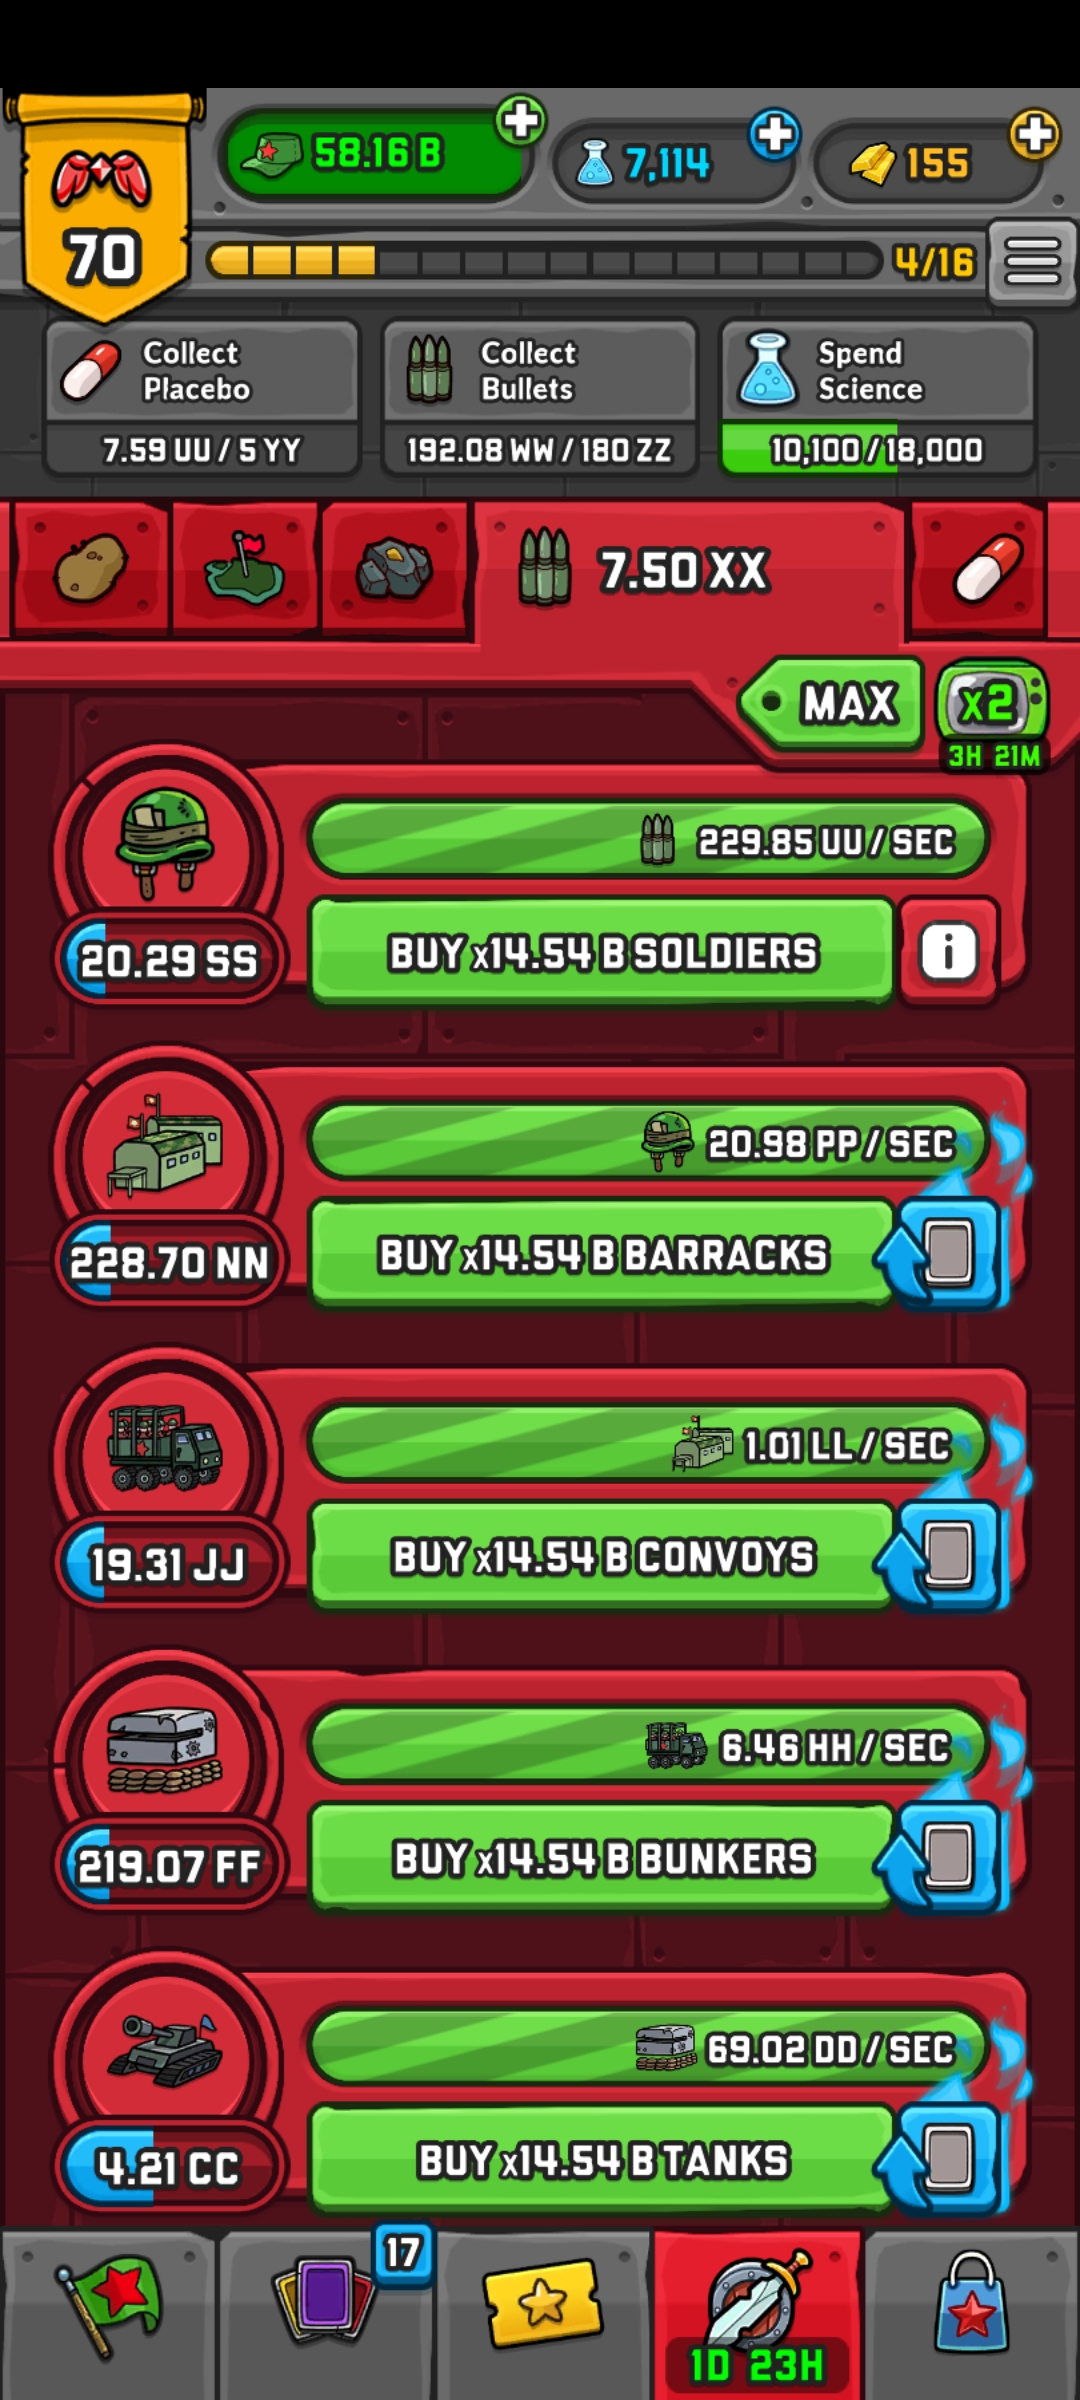 70
58.16 B
7,114
155
4/16
Collect
Placebo
7.59 UU / 5 YY
Collect
Bullets
192.08 WW / 180 ZZ
Spend
Science
10,100 / 18,000
7.50 XX
MAX
x2
3H 21M
229.85 UU / SEC
20.29 SS
BUY x14.54 B SOLDIERS
i
20.98 PP / SEC
228.70 NN
BUY x14.54 B BARRACKS
1.01 LL / SEC
19.31 JJ
BUY x14.54 B CONVOYS
6.46 HH / SEC
219.07 FF
BUY x14.54 B BUNKERS
69.02 DD / SEC
4.21 CC
BUY x14.54 B TANKS
17
1D 23H